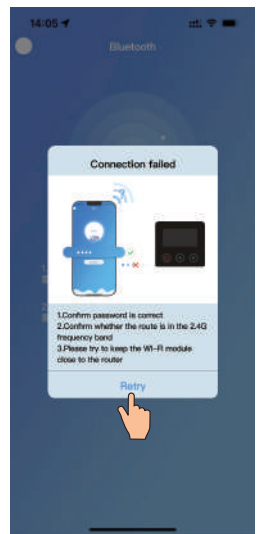 14:05
Bluetooth
Connection failed
1.Confirm password is correct
2.Confirm whether the route is in the 2.4G
frequency band
3.Please try to keep the Wi-Fi module
close to the router
Retry